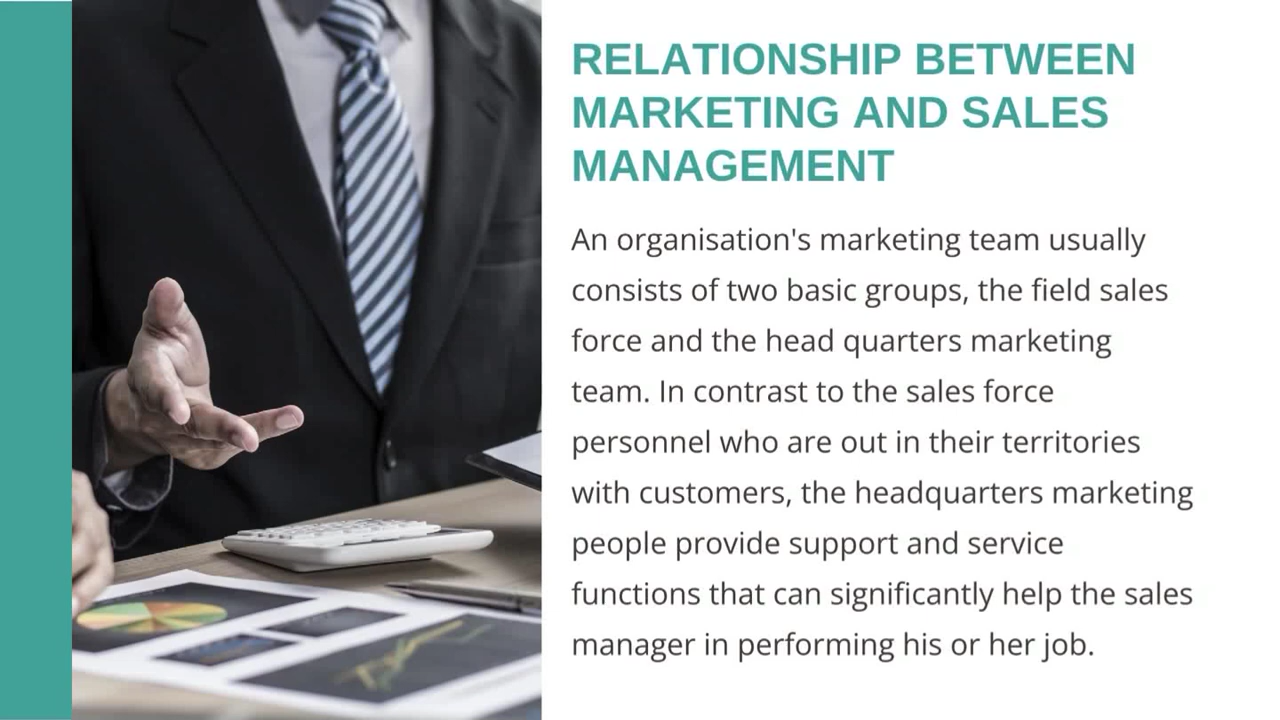 RELATIONSHIP BETWEEN
MARKETING AND SALES
MANAGEMENT
An organisation's marketing team usually
consists of two basic groups, the field sales
force and the head quarters marketing
team. In contrast to the sales force
personnel who are out in their territories
with customers, the headquarters marketing
people provide support and service
functions that can significantly help the sales
manager in performing his or her job.